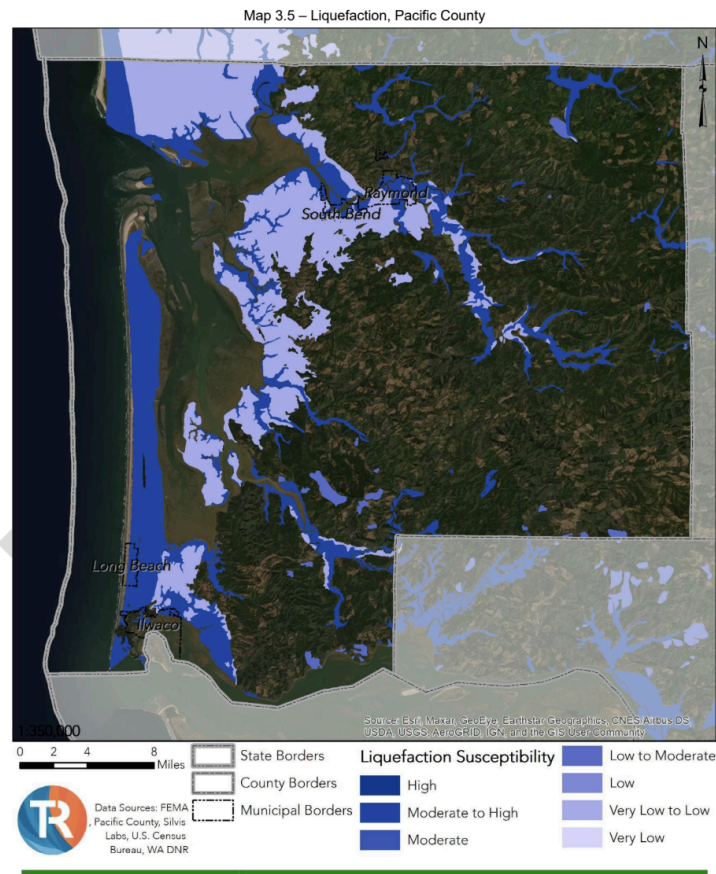 Map 3.5 – Liquefaction, Pacific County
N
Raymond
South Bend
Long Beach
Ilwaco
1:350,000
Source: Esri, Maxar, GeoEye, Earthstar Geographics, CNES/Airbus DS,
USDA, USGS, AeroGRID, IGN, and the GIS User Community
0 2 4 8
Miles
TR
Data Sources: FEMA
, Pacific County, Silvis
Labs, U.S. Census
Bureau, WA DNR
State Borders
County Borders
Municipal Borders
Liquefaction Susceptibility
High
Moderate to High
Moderate
Low to Moderate
Low
Very Low to Low
Very Low